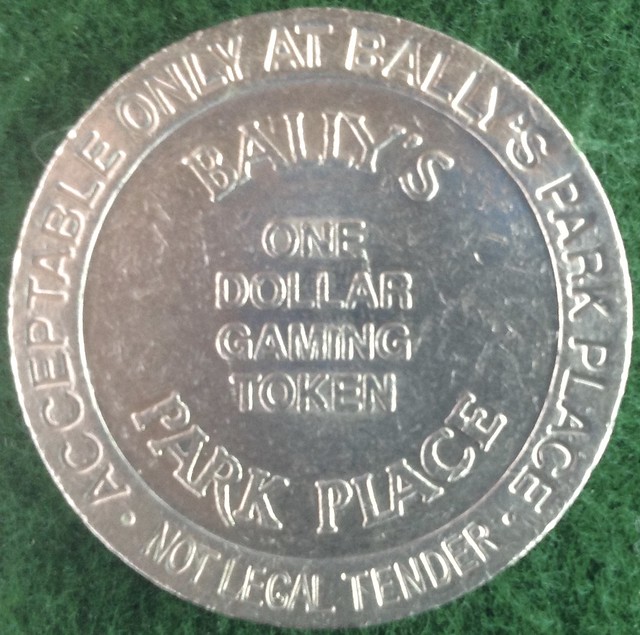 ACCEPTABLE ONLY AT BALLY'S PARK PLACE
BALLY'S
ONE
DOLLAR
GAMING
TOKEN
PARK PLACE
• NOT LEGAL TENDER •